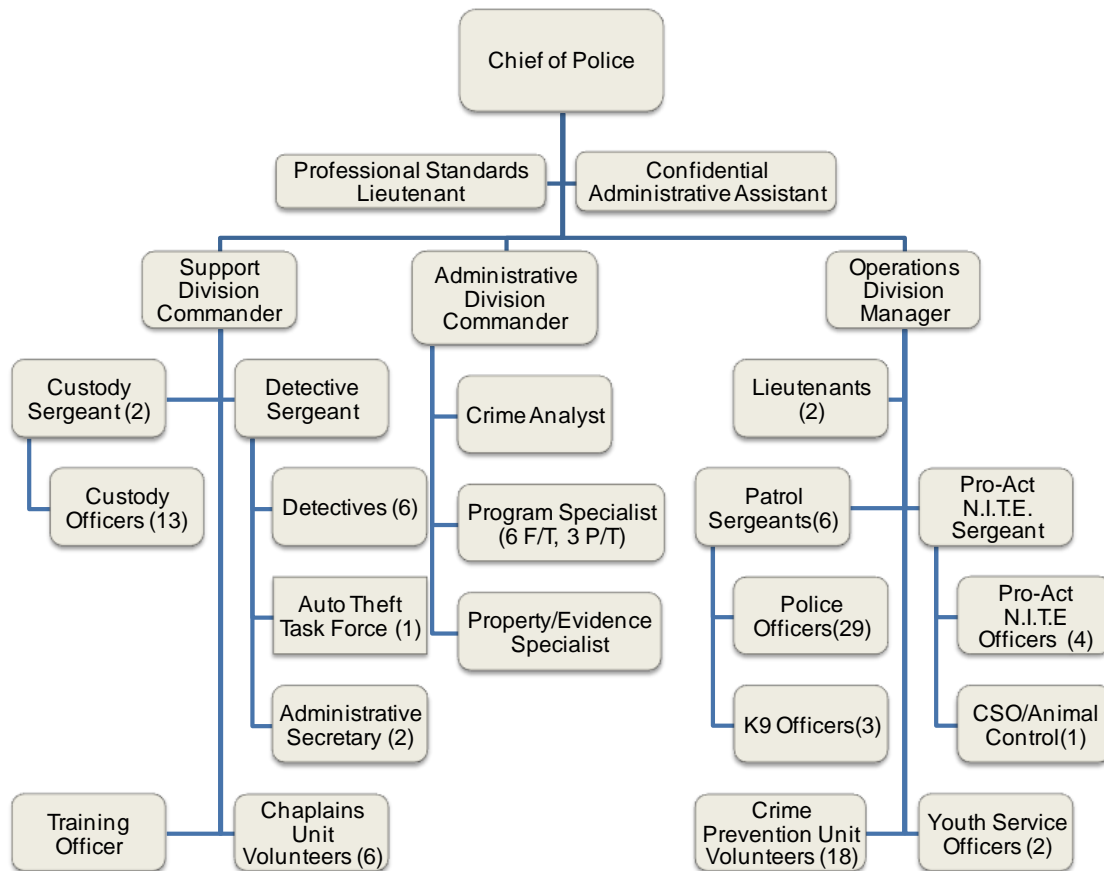 Chief of Police
Professional Standards
Lieutenant
Confidential
Administrative Assistant
Support
Division
Commander
Administrative
Division
Commander
Operations
Division
Manager
Custody
Sergeant (2)
Detective
Sergeant
Custody
Officers (13)
Detectives (6)
Auto Theft
Task Force (1)
Administrative
Secretary (2)
Training
Officer
Chaplains
Unit
Volunteers (6)
Crime Analyst
Program Specialist
(6 F/T, 3 P/T)
Property/Evidence
Specialist
Lieutenants
(2)
Patrol
Sergeants(6)
Pro-Act
N.I.T.E.
Sergeant
Police
Officers(29)
K9 Officers(3)
Pro-Act
N.I.T.E
Officers (4)
CSO/Animal
Control(1)
Crime
Prevention Unit
Volunteers (18)
Youth Service
Officers (2)